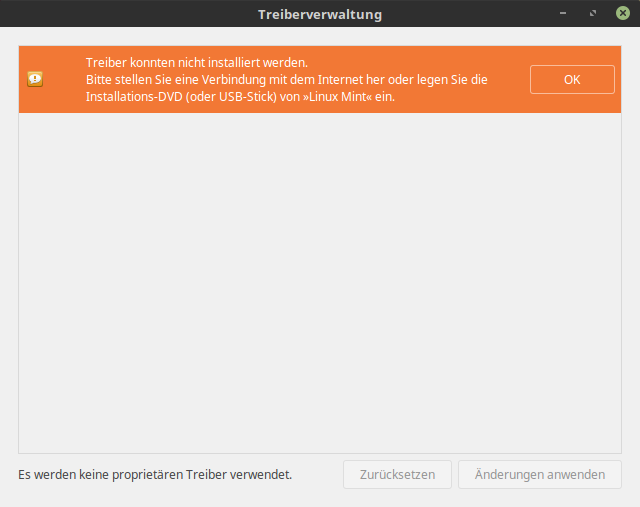 Treiberverwaltung
Treiber konnten nicht installiert werden.
Bitte stellen Sie eine Verbindung mit dem Internet her oder legen Sie die
Installations-DVD (oder USB-Stick) von »Linux Mint« ein.
OK
Es werden keine proprietären Treiber verwendet.
Zurücksetzen
Änderungen anwenden